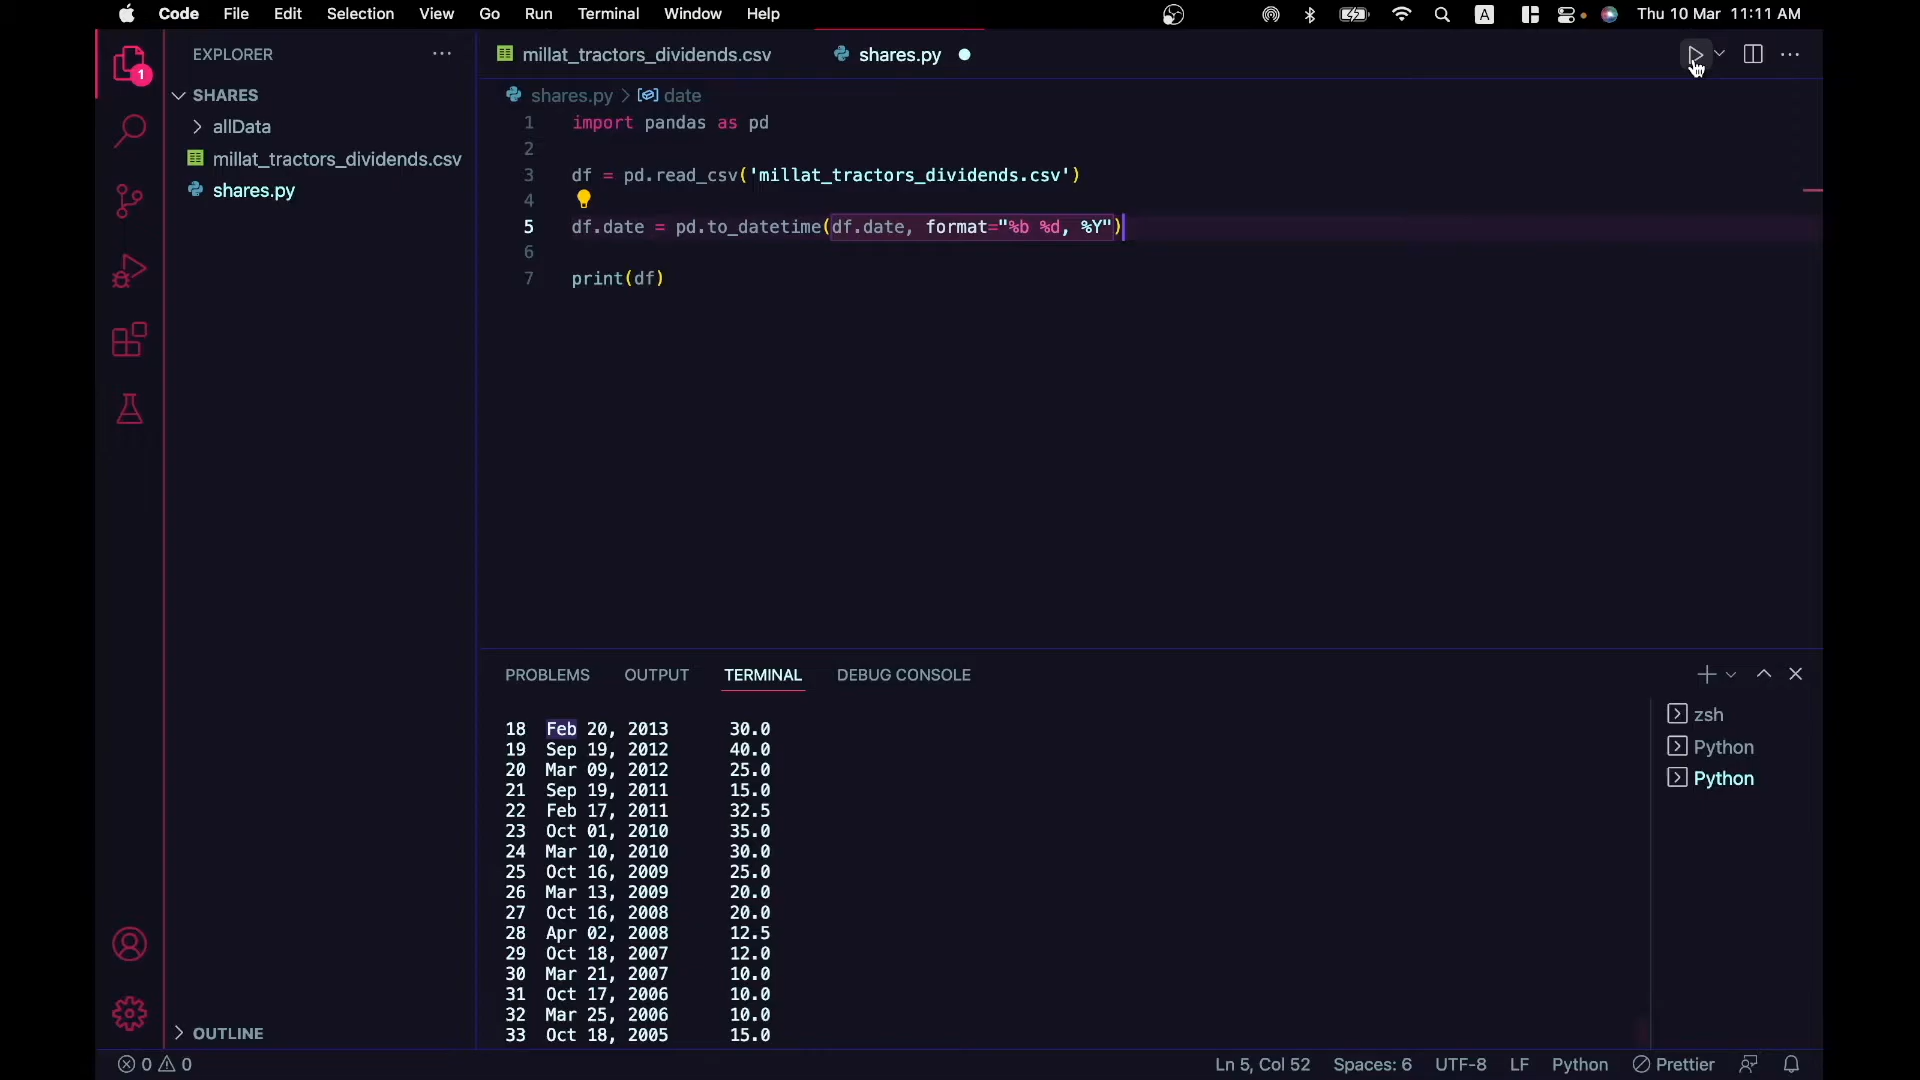 Code File Edit Selection View Go Run Terminal Window Help A Thu 10 Mar 11:11 AM
EXPLORER
1
SHARES
allData
millat_tractors_dividends.csv
shares.py
OUTLINE
millat_tractors_dividends.csv shares.py
shares.py > date
1 import pandas as pd
2
3 df = pd.read_csv('millat_tractors_dividends.csv')
4
5 df.date = pd.to_datetime(df.date, format="%b %d, %Y")
6
7 print(df)
PROBLEMS OUTPUT TERMINAL DEBUG CONSOLE
18 Feb 20, 2013 30.0
19 Sep 19, 2012 40.0
20 Mar 09, 2012 25.0
21 Sep 19, 2011 15.0
22 Feb 17, 2011 32.5
23 Oct 01, 2010 35.0
24 Mar 10, 2010 30.0
25 Oct 16, 2009 25.0
26 Mar 13, 2009 20.0
27 Oct 16, 2008 20.0
28 Apr 02, 2008 12.5
29 Oct 18, 2007 12.0
30 Mar 21, 2007 10.0
31 Oct 17, 2006 10.0
32 Mar 25, 2006 10.0
33 Oct 18, 2005 15.0
zsh
Python
Python
0 0 Ln 5, Col 52 Spaces: 6 UTF-8 LF Python Prettier